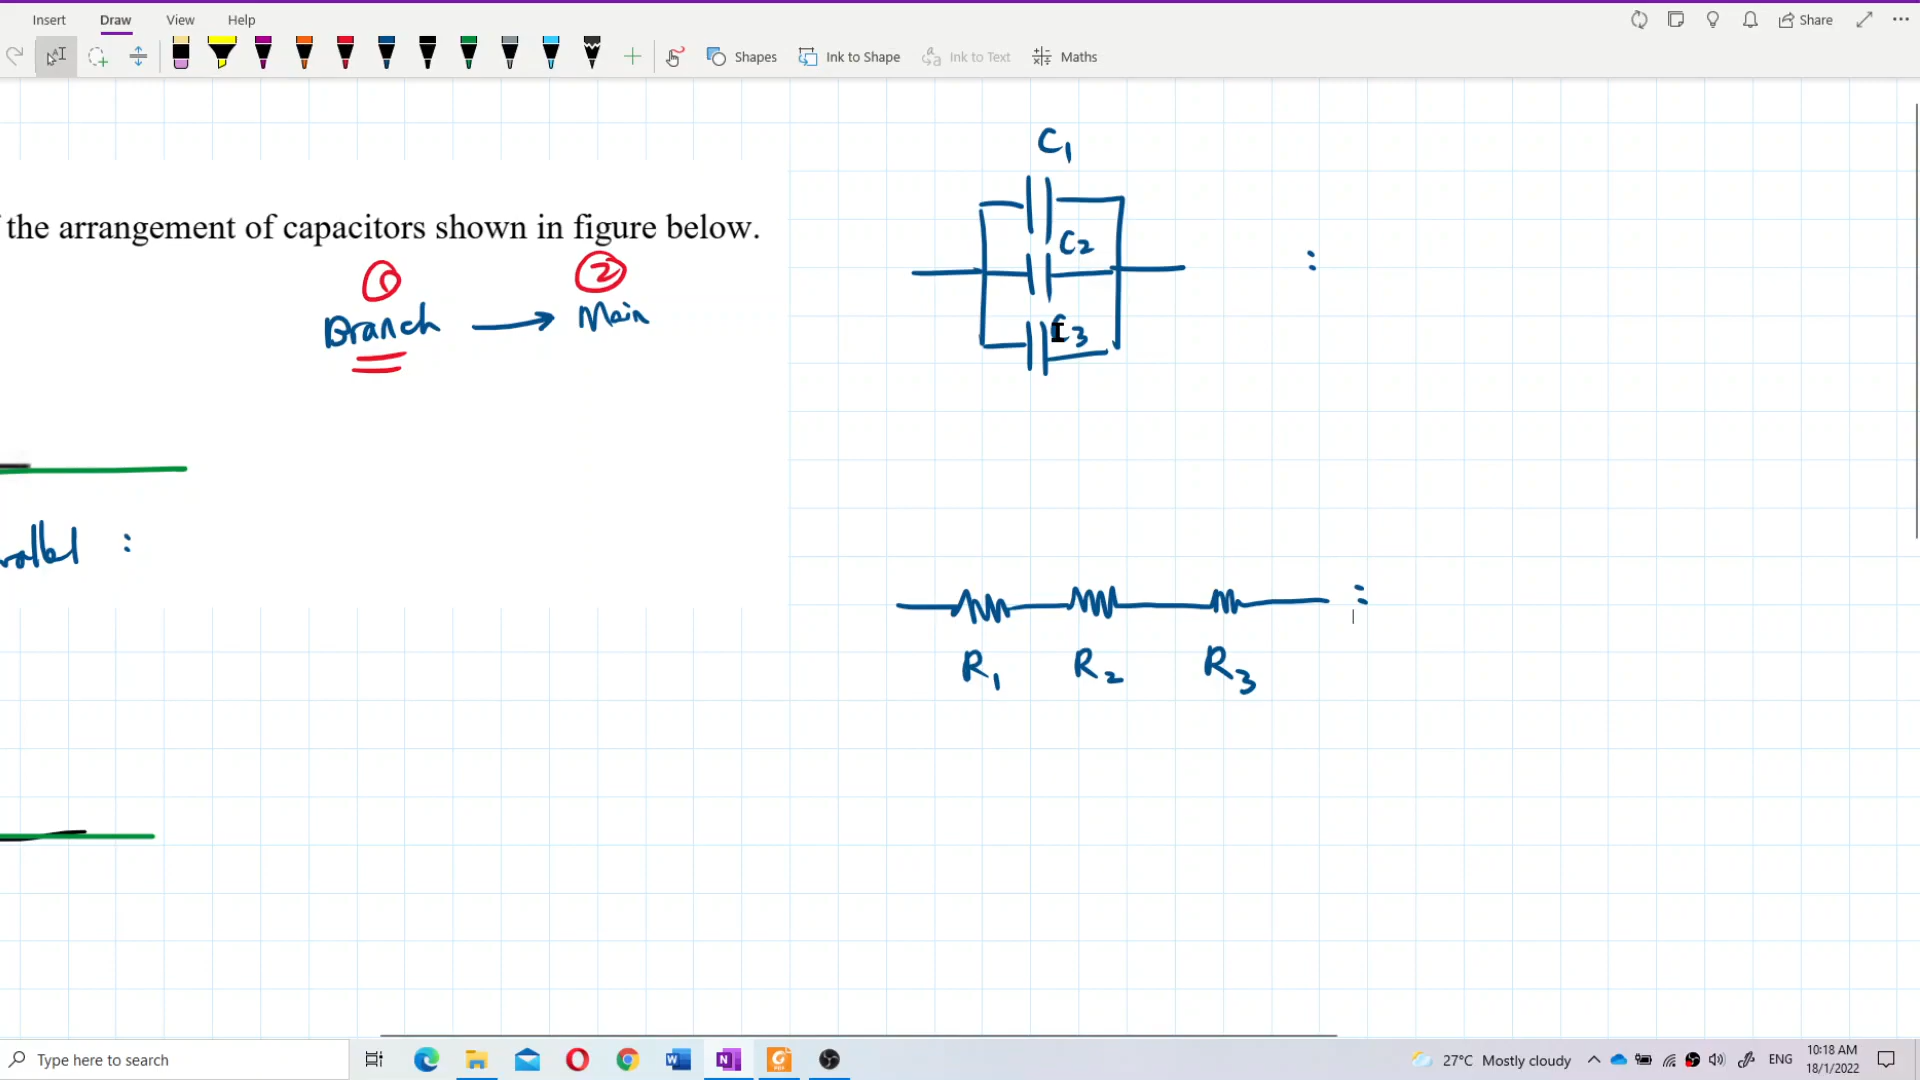 Insert Draw View Help
Share
Shapes Ink to Shape Ink to Text Maths
the arrangement of capacitors shown in figure below.
① ②
Branch → Main
:
C1
C2
C3
:
:
R1 R2 R3
Type here to search
27°C Mostly cloudy
ENG
10:18 AM
18/1/2022